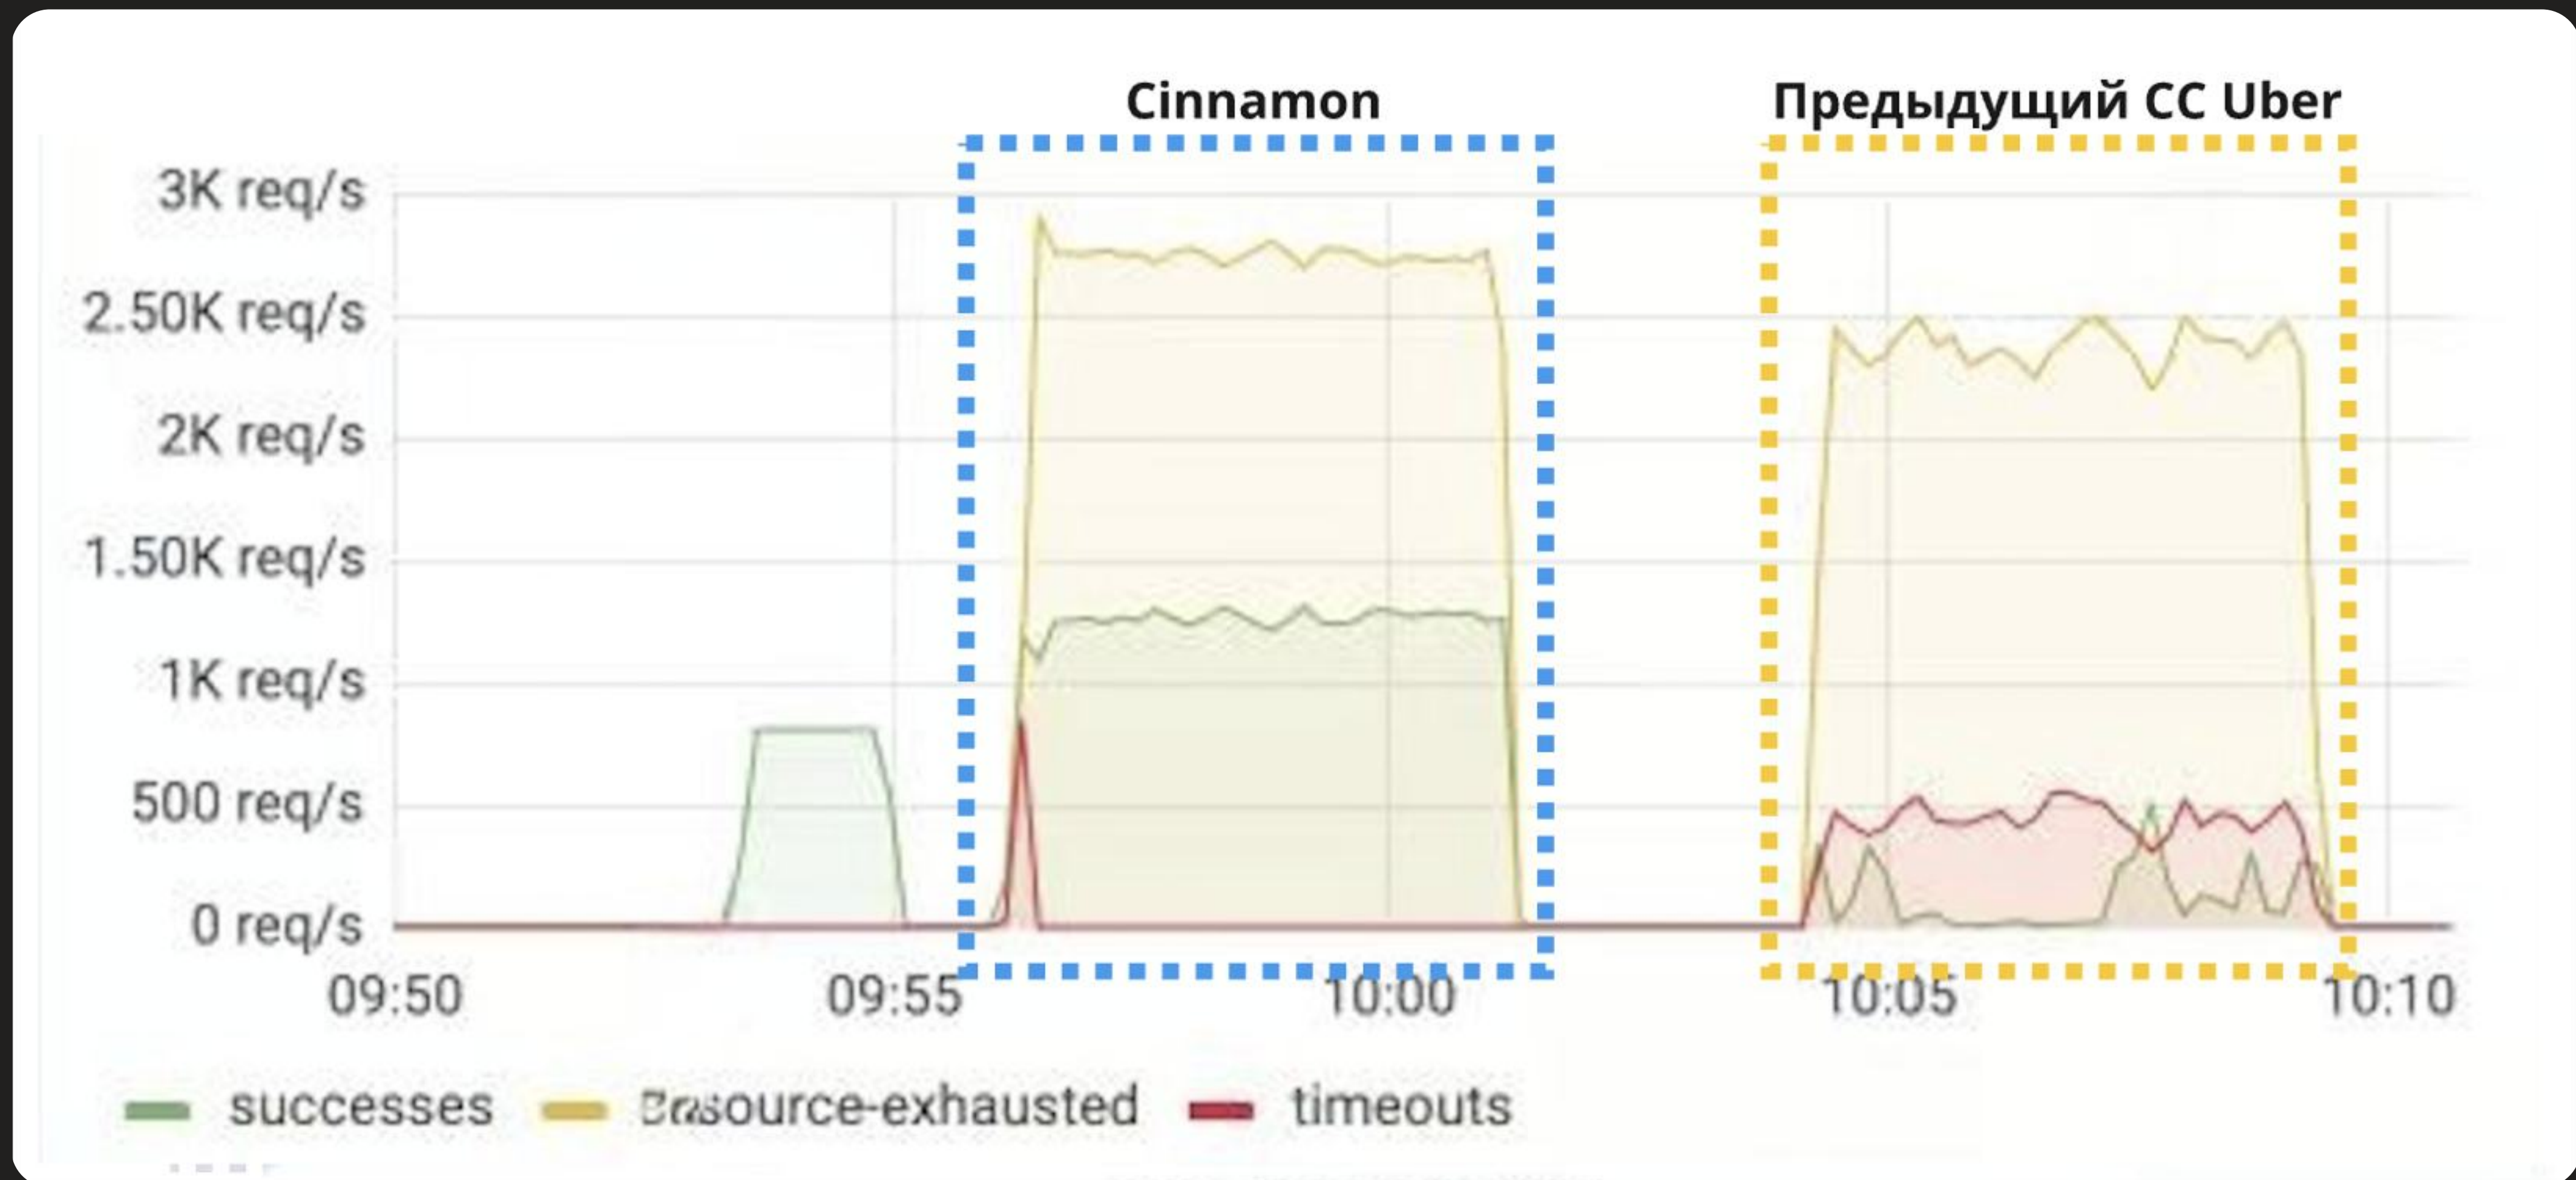 Cinnamon
Предыдущий CC Uber
3K req/s
2.50K req/s
2K req/s
1.50K req/s
1K req/s
500 req/s
0 req/s
09:50 09:55 10:00 10:05 10:10
successes timeouts